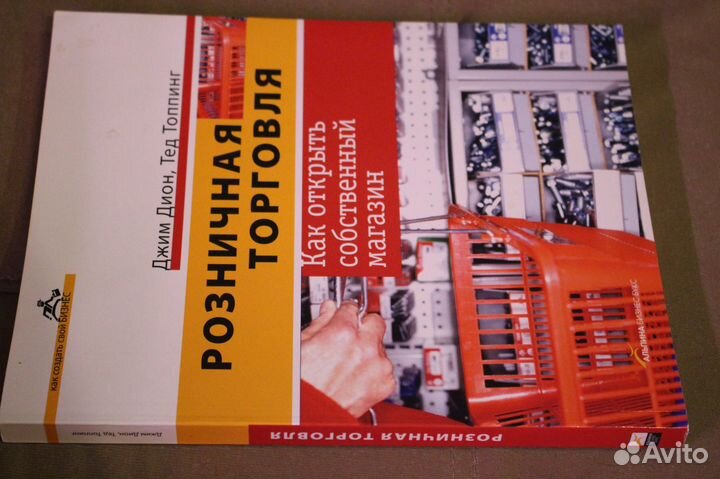 Как создать свой БИЗНЕС
Джим Дион, Тед Топпинг
РОЗНИЧНАЯ
ТОРГОВЛЯ
Как открыть
собственный
магазин
АЛЬПИНА БИЗНЕС БУКС
Джим Дион, Тед Топпинг
РОЗНИЧНАЯ ТОРГОВЛЯ
Avito